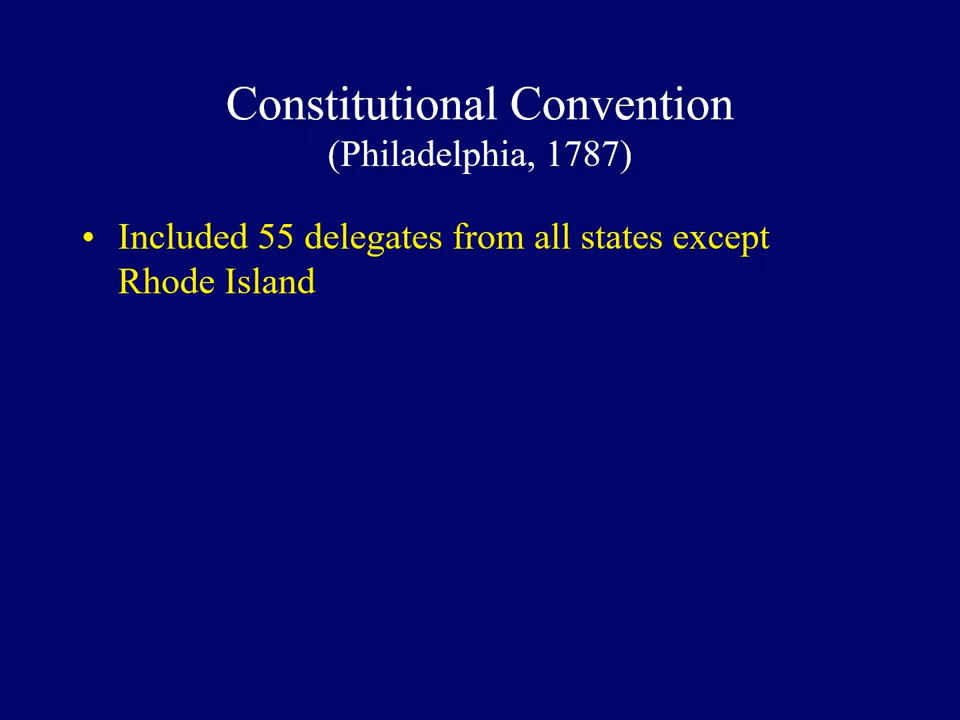 Constitutional Convention
(Philadelphia, 1787)
• Included 55 delegates from all states except
Rhode Island